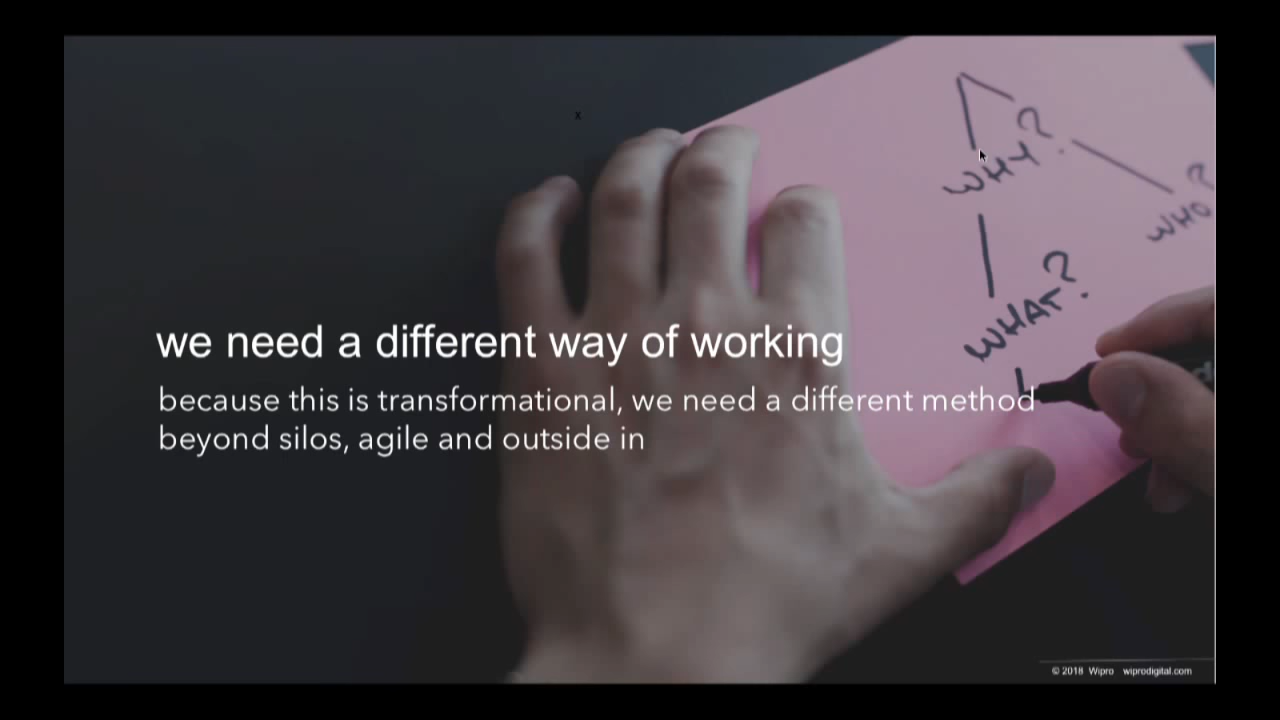 x
WHY?
WHO?
WHAT?
we need a different way of working
because this is transformational, we need a different method
beyond silos, agile and outside in
© 2018 Wipro wiprodigital.com